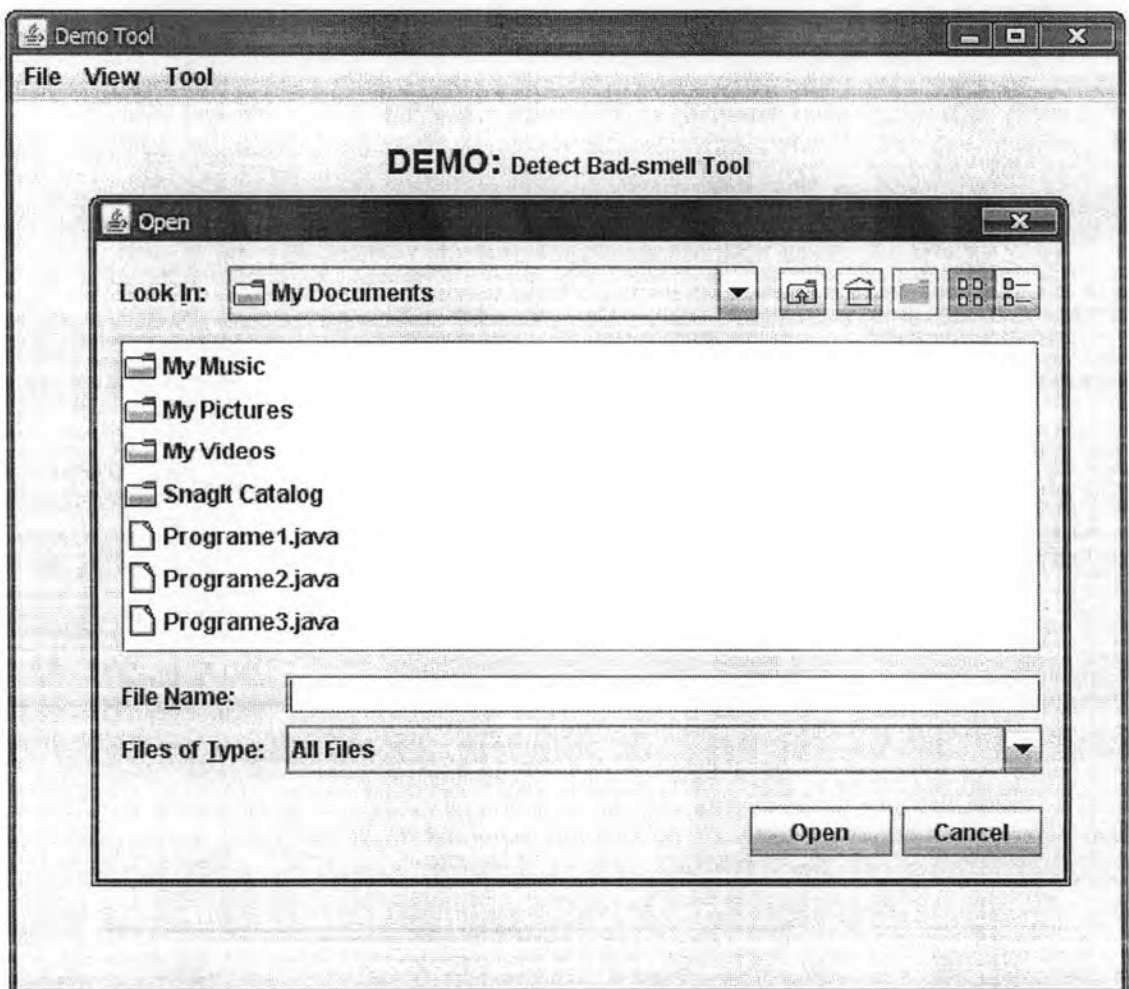 Demo Tool
File View Tool
DEMO: Detect Bad-smell Tool
Open
Look In: My Documents
My Music
My Pictures
My Videos
SnagIt Catalog
Programe1.java
Programe2.java
Programe3.java
File Name:
Files of Type: All Files
Open Cancel